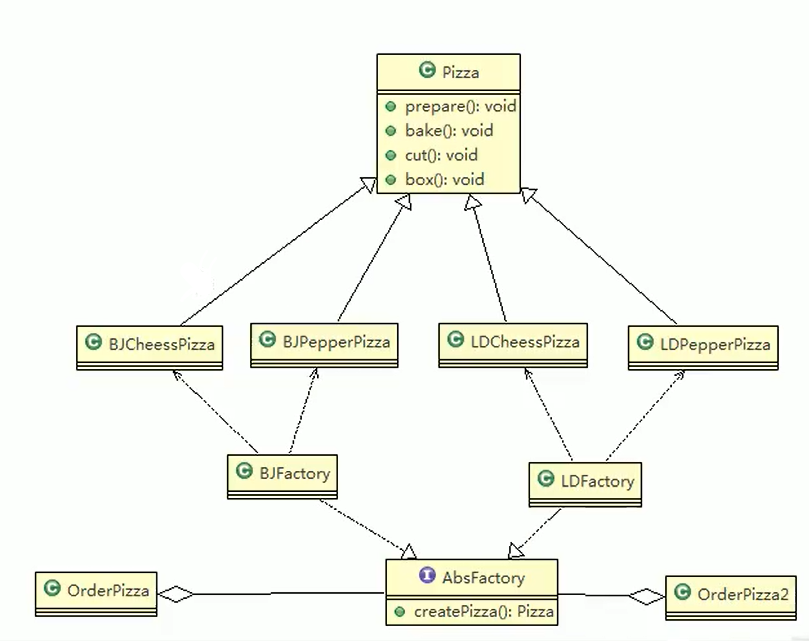 Pizza
prepare(): void
bake(): void
cut(): void
box(): void
BJCheessPizza
BJPepperPizza
LDCheessPizza
LDPepperPizza
BJFactory
LDFactory
AbsFactory
createPizza(): Pizza
OrderPizza
OrderPizza2